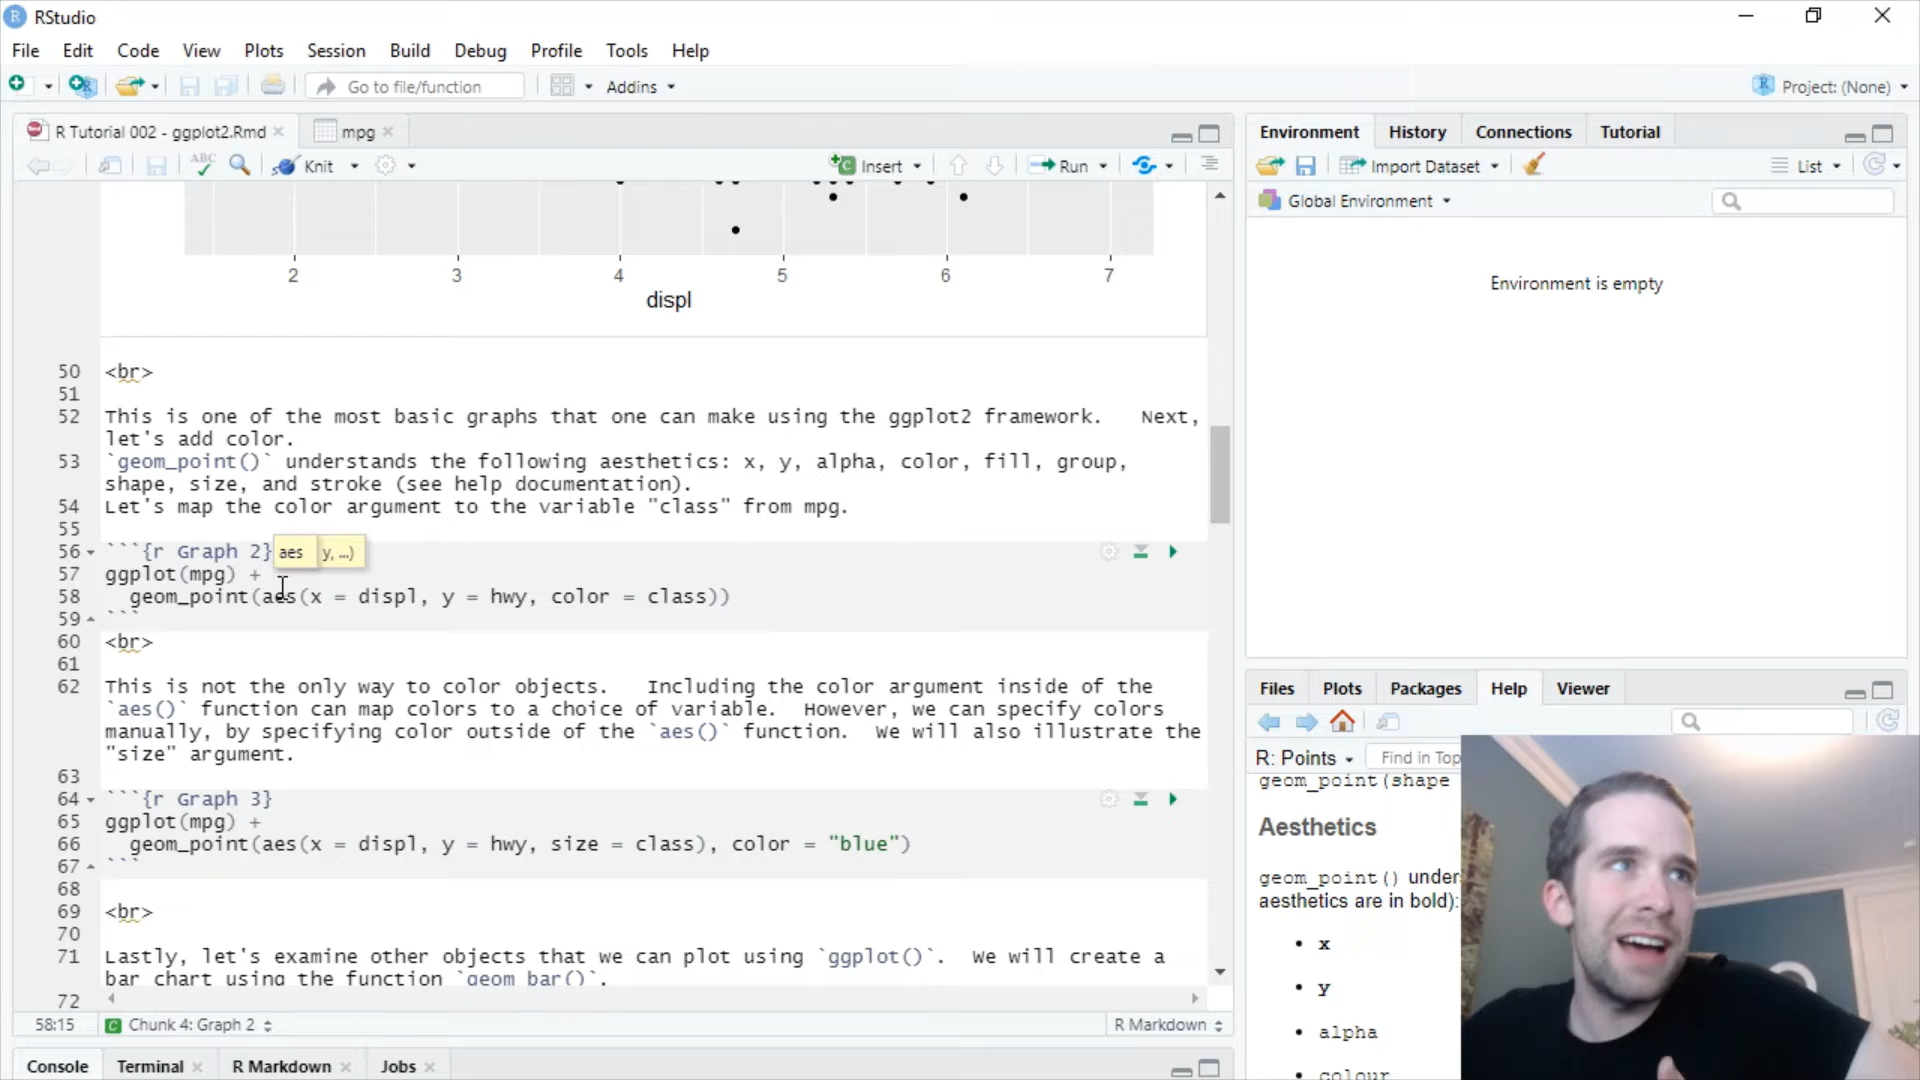 RStudio
File Edit Code View Plots Session Build Debug Profile Tools Help
Go to file/function Addins Project: (None)
R Tutorial 002 - ggplot2.Rmd mpg
ABC Knit Insert Run
2 3 4 5 6 7
displ
50 <br>
51
52 This is one of the most basic graphs that one can make using the ggplot2 framework. Next,
let's add color.
53 `geom_point()` understands the following aesthetics: x, y, alpha, color, fill, group,
shape, size, and stroke (see help documentation).
54 Let's map the color argument to the variable "class" from mpg.
55
56 ```{r Graph 2} aes y, ...)
57 ggplot(mpg) +
58 geom_point(aes(x = displ, y = hwy, color = class))
59 ```
60 <br>
61
62 This is not the only way to color objects. Including the color argument inside of the
`aes()` function can map colors to a choice of variable. However, we can specify colors
manually, by specifying color outside of the `aes()` function. We will also illustrate the
"size" argument.
63
64 ```{r Graph 3}
65 ggplot(mpg) +
66 geom_point(aes(x = displ, y = hwy, size = class), color = "blue")
67 ```
68
69 <br>
70
71 Lastly, let's examine other objects that we can plot using `ggplot()`. We will create a
bar chart using the function `geom_bar()`.
72
58:15 Chunk 4: Graph 2 R Markdown
Console Terminal R Markdown Jobs
Environment History Connections Tutorial
Import Dataset List
Global Environment
Environment is empty
Files Plots Packages Help Viewer
R: Points Find in Top
geom_point(shape
Aesthetics
geom_point() under
aesthetics are in bold):
• x
• y
• alpha
• colour